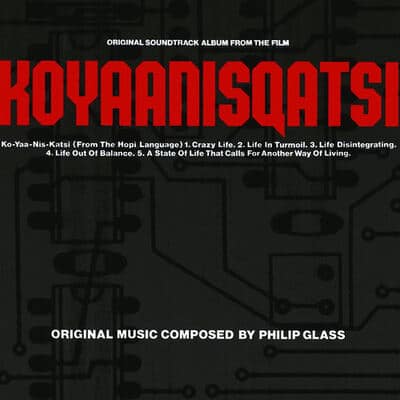 ORIGINAL SOUNDTRACK ALBUM FROM THE FILM
KOYAANISQATSI
Ko-Yaa-Nis-Katsi (From The Hopi Language) 1. Crazy Life. 2. Life In Turmoil. 3. Life Disintegrating.
4. Life Out Of Balance. 5. A State Of Life That Calls For Another Way Of Living.
ORIGINAL MUSIC COMPOSED BY PHILIP GLASS